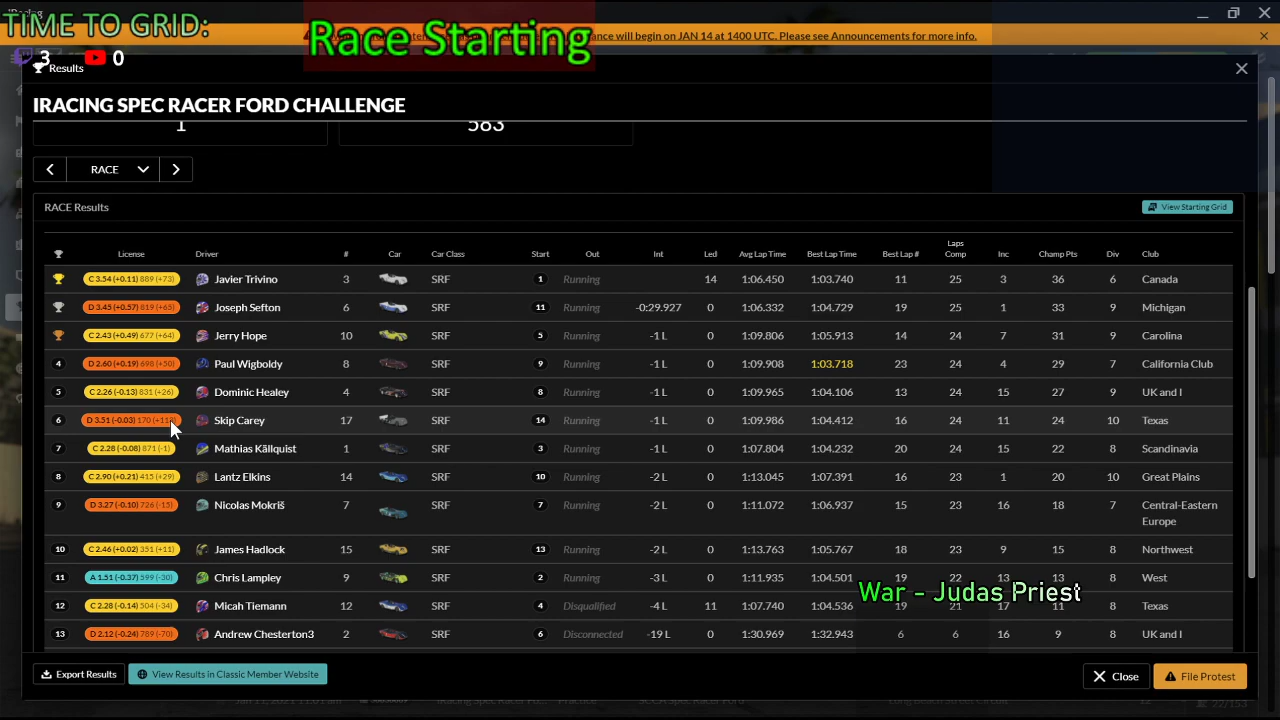 TIME TO GRID:
Race Starting
ance will begin on JAN 14 at 1400 UTC. Please see Announcements for more info.
3 0
Results
IRACING SPEC RACER FORD CHALLENGE
1 583
RACE
RACE Results View Starting Grid
License Driver # Car Car Class Start Out Int Led Avg Lap Time Best Lap Time Best Lap # Laps Comp Inc Champ Pts Div Club
C 3.54 (+0.11) 889 (+73) Javier Trivino 3 SRF 1 Running 14 1:06.450 1:03.740 11 25 3 36 6 Canada
D 3.45 (+0.57) 819 (+65) Joseph Sefton 6 SRF 11 Running -0:29.927 0 1:06.332 1:04.729 19 25 1 33 9 Michigan
C 2.43 (+0.49) 677 (+64) Jerry Hope 10 SRF 5 Running -1 L 0 1:09.806 1:05.913 14 24 7 31 9 Carolina
4 D 2.60 (+0.19) 698 (+50) Paul Wigboldy 8 SRF 9 Running -1 L 0 1:09.908 1:03.718 23 24 4 29 7 California Club
5 C 2.26 (-0.13) 831 (+26) Dominic Healey 4 SRF 8 Running -1 L 0 1:09.965 1:04.106 12 24 15 27 9 UK and I
6 D 3.51 (-0.03) 170 Skip Carey 17 SRF 14 Running -1 L 0 1:09.986 1:04.412 16 24 11 24 10 Texas
7 C 2.28 (-0.08) 871 (-1) Mathias Källquist 1 SRF 3 Running -1 L 0 1:07.804 1:04.232 20 24 15 22 8 Scandinavia
8 C 2.90 (+0.21) 415 (+29) Lantz Elkins 14 SRF 10 Running -2 L 0 1:13.045 1:07.391 16 23 1 20 10 Great Plains
9 D 3.27 (-0.10) 726 (-15) Nicolas Mokriš 7 SRF 7 Running -2 L 0 1:11.072 1:06.937 15 23 16 18 7 Central-Eastern
Europe
10 C 2.46 (+0.02) 351 (+11) James Hadlock 15 SRF 13 Running -2 L 0 1:13.763 1:05.767 18 23 9 15 8 Northwest
11 A 1.51 (-0.37) 599 (-30) Chris Lampley 9 SRF 2 Running -3 L 0 1:11.935 1:04.501 19 22 13 13 8 West
War - Judas Priest
12 C 2.28 (-0.14) 504 (-34) Micah Tiemann 12 SRF 4 Disqualified -4 L 11 1:07.740 1:04.536 19 21 17 11 8 Texas
13 D 2.12 (-0.24) 789 (-70) Andrew Chesterton3 2 SRF 6 Disconnected -19 L 0 1:30.969 1:32.943 6 6 16 9 8 UK and I
Export Results View Results in Classic Member Website Close File Protest